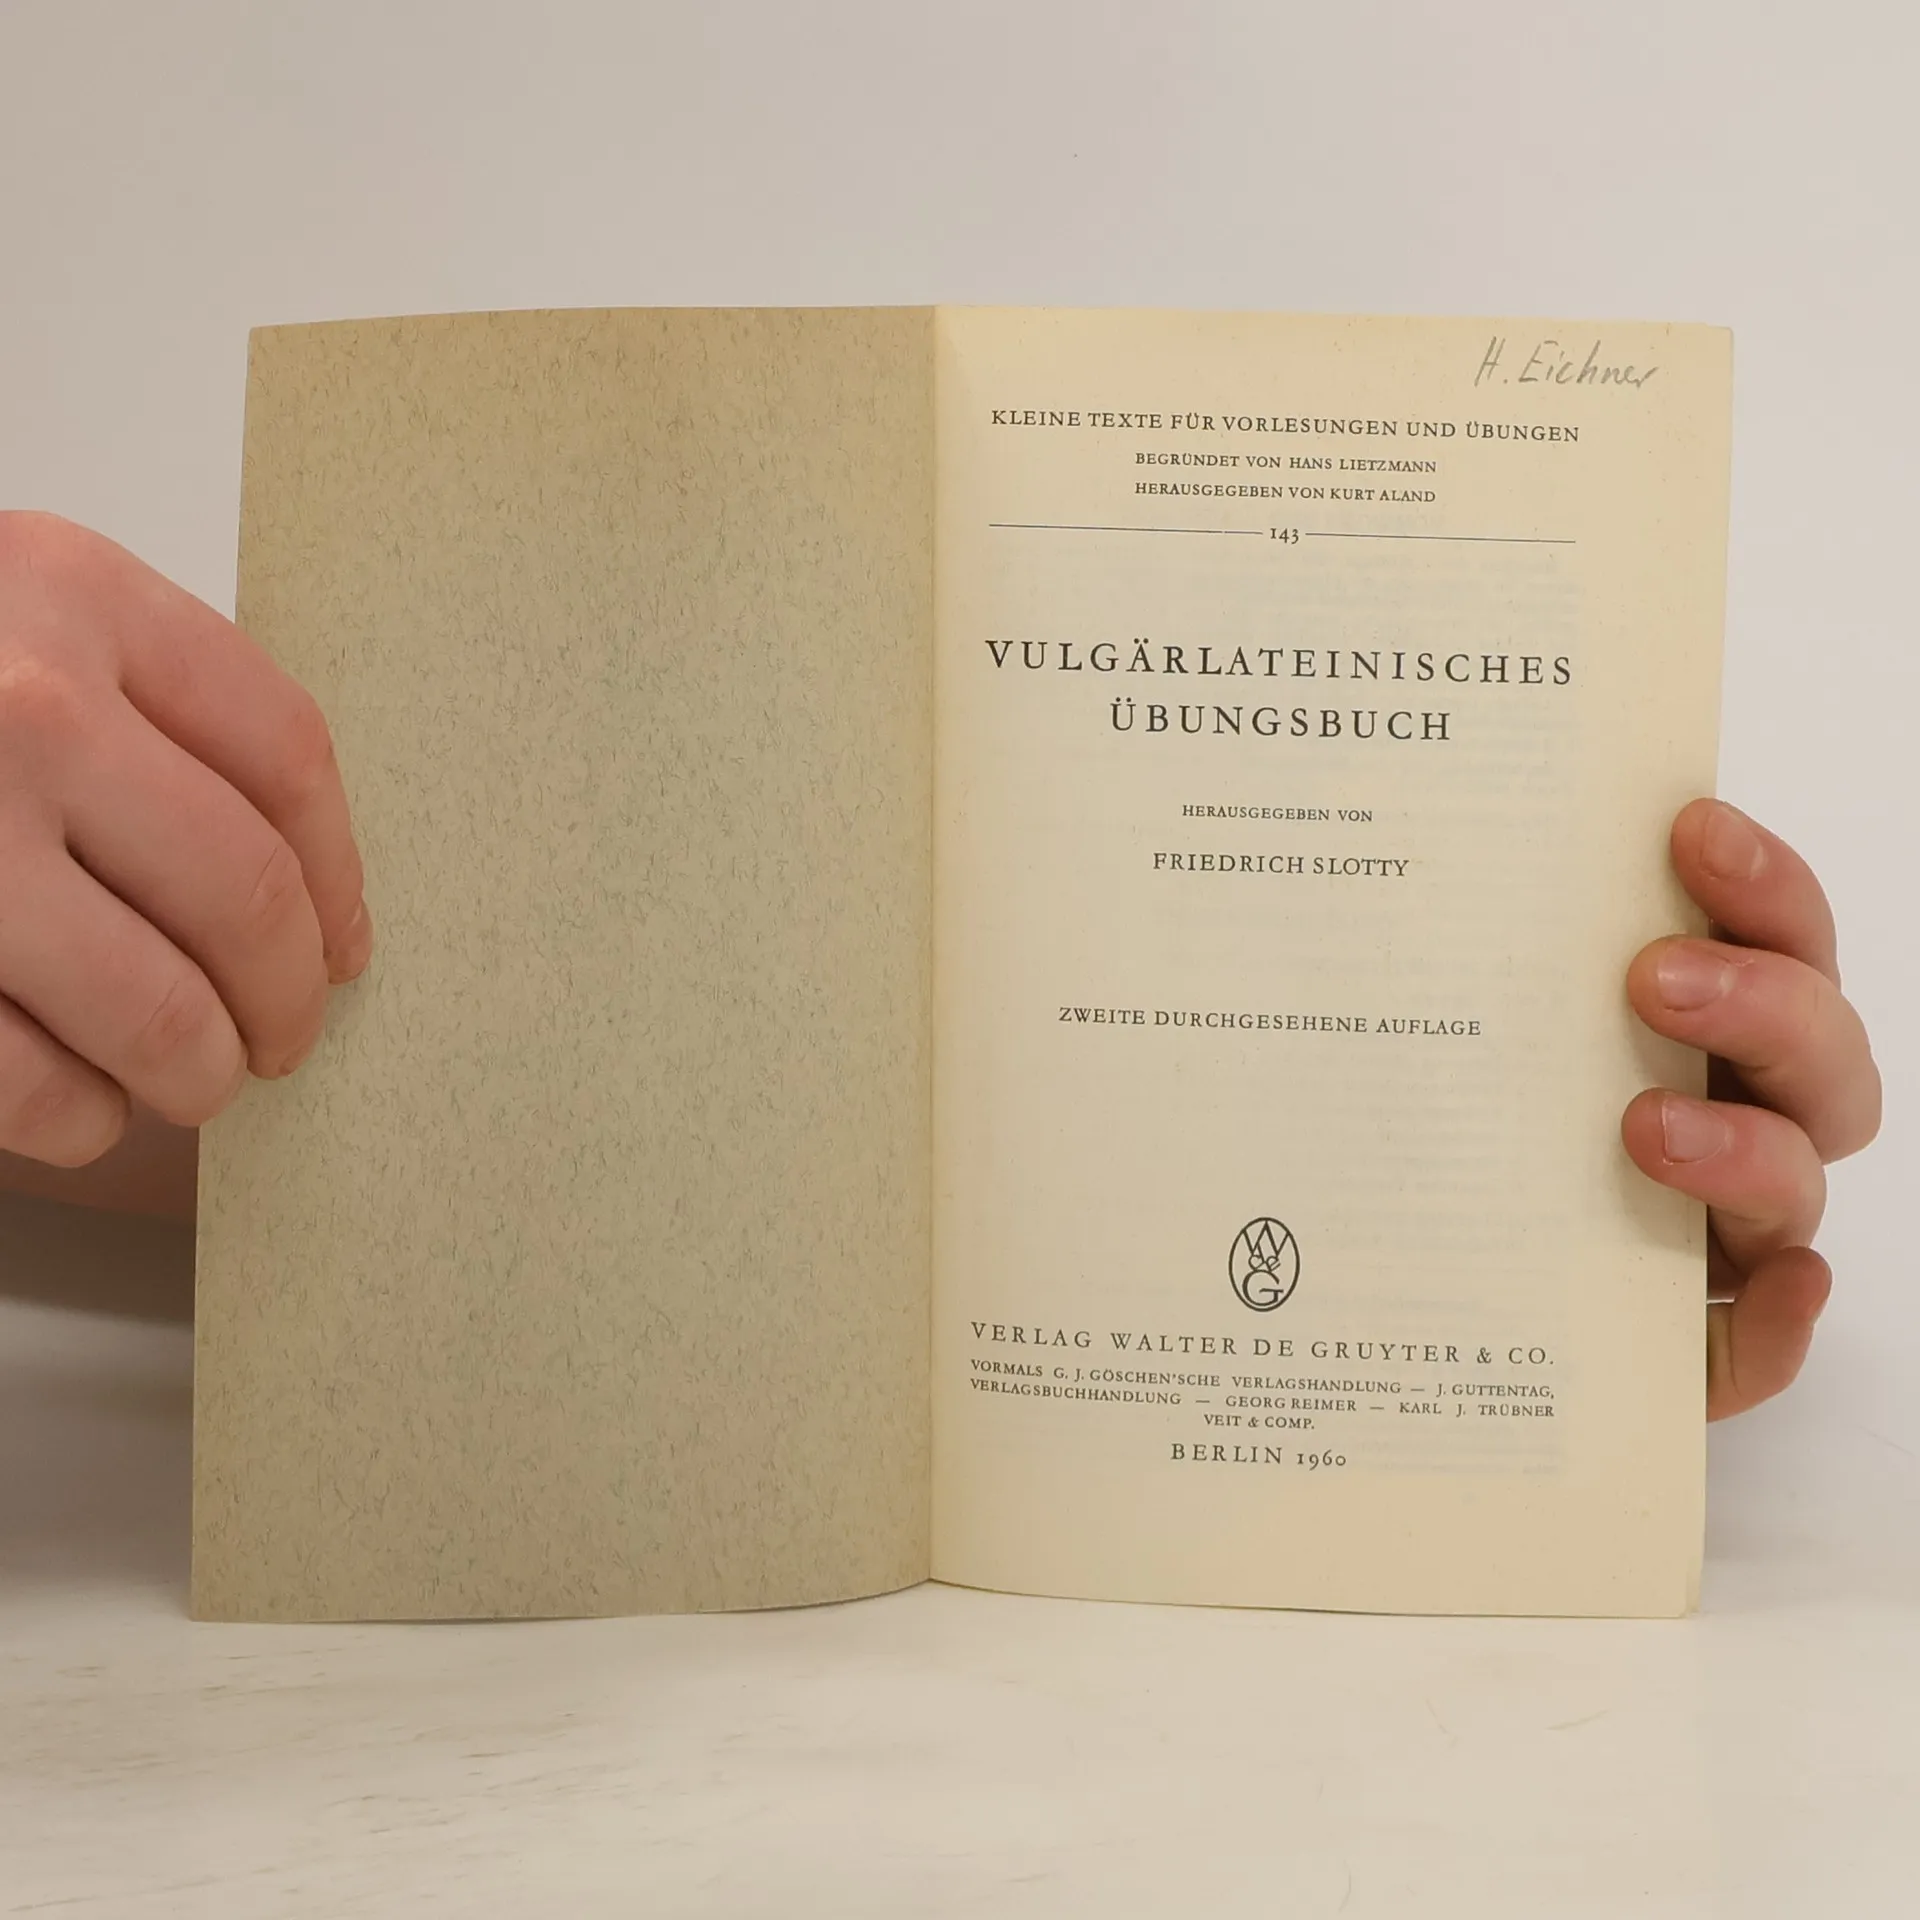 H. Eichner
KLEINE TEXTE FÜR VORLESUNGEN UND ÜBUNGEN
BEGRÜNDET VON HANS LIETZMANN
HERAUSGEGEBEN VON KURT ALAND
143
VULGÄRLATEINISCHES
ÜBUNGSBUCH
HERAUSGEGEBEN VON
FRIEDRICH SLOTTY
ZWEITE DURCHGESEHENE AUFLAGE
W de G
VERLAG WALTER DE GRUYTER & CO.
VORMALS G. J. GÖSCHEN'SCHE VERLAGSHANDLUNG — J. GUTTENTAG,
VERLAGSBUCHHANDLUNG — GEORG REIMER — KARL J. TRÜBNER
VEIT & COMP.
BERLIN 1960